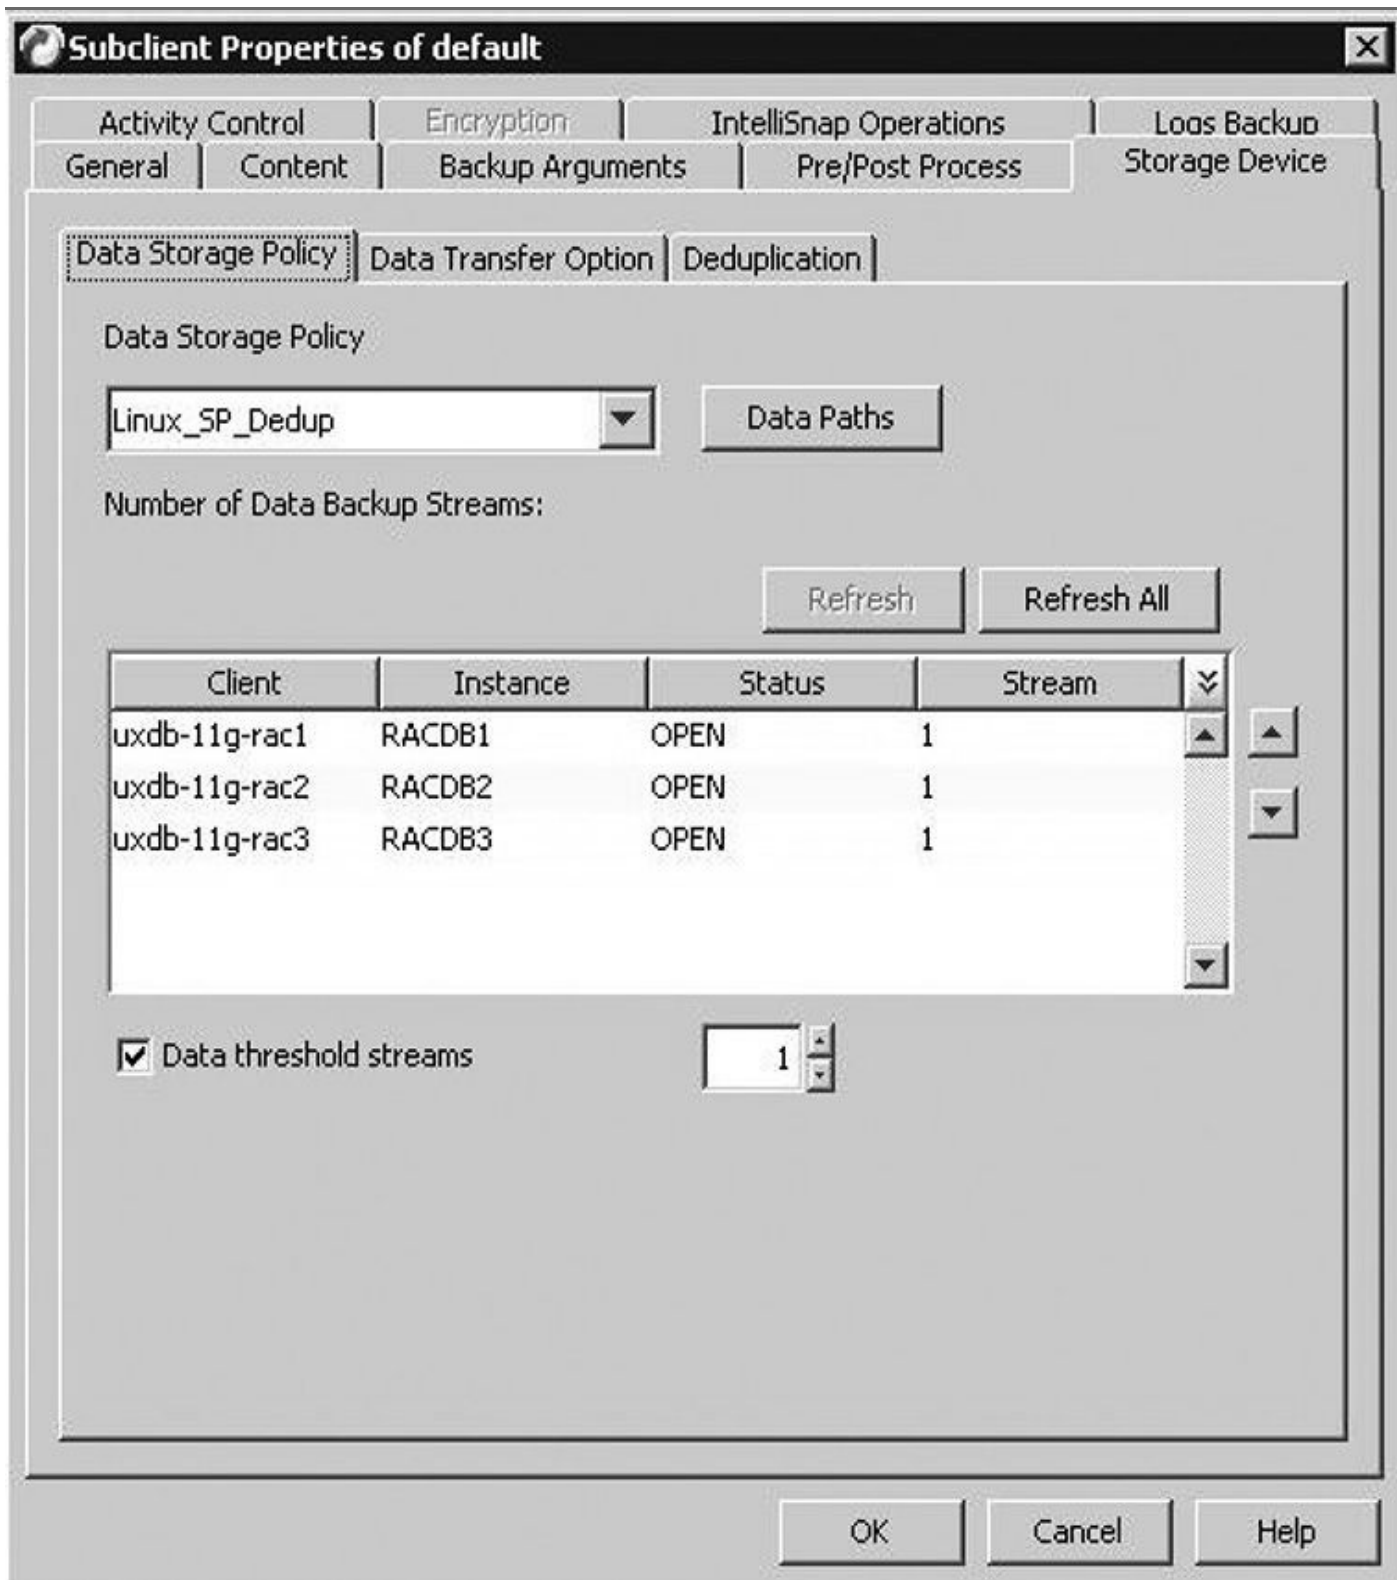 Subclient Properties of default
Activity Control Encryption IntelliSnap Operations Logs Backup
General Content Backup Arguments Pre/Post Process Storage Device
Data Storage Policy Data Transfer Option Deduplication
Data Storage Policy
Linux_SP_Dedup Data Paths
Number of Data Backup Streams:
Refresh Refresh All
Client Instance Status Stream
uxdb-11g-rac1 RACDB1 OPEN 1
uxdb-11g-rac2 RACDB2 OPEN 1
uxdb-11g-rac3 RACDB3 OPEN 1
Data threshold streams 1
OK Cancel Help